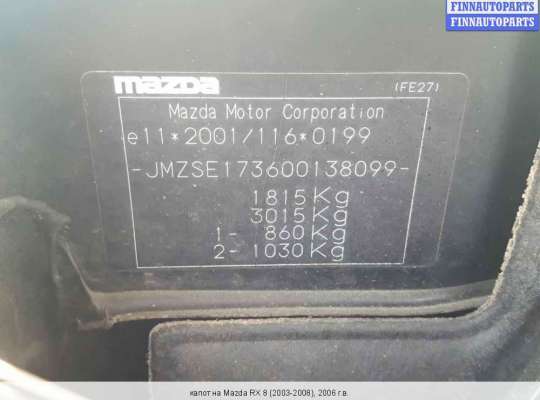 FINNAUTOPARTS
FINNAUTOPARTS
mazda
(FE27)
Mazda Motor Corporation
e11*2001/116*0199
-JMZSE173600138099-
1815Kg
3015Kg
1- 860Kg
2- 1030Kg
капот на Mazda RX 8 (2003-2008), 2006 г.в.